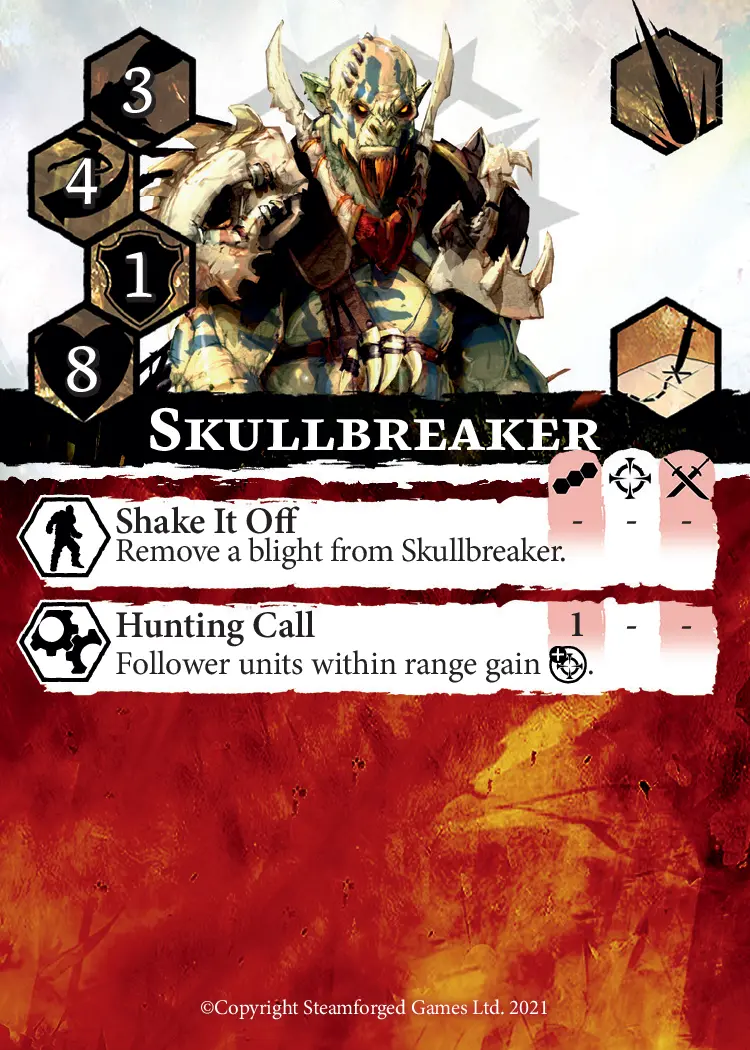 3
4
1
8
SKULLBREAKER
Shake It Off - - -
Remove a blight from Skullbreaker.
Hunting Call 1 - -
Follower units within range gain .
©Copyright Steamforged Games Ltd. 2021